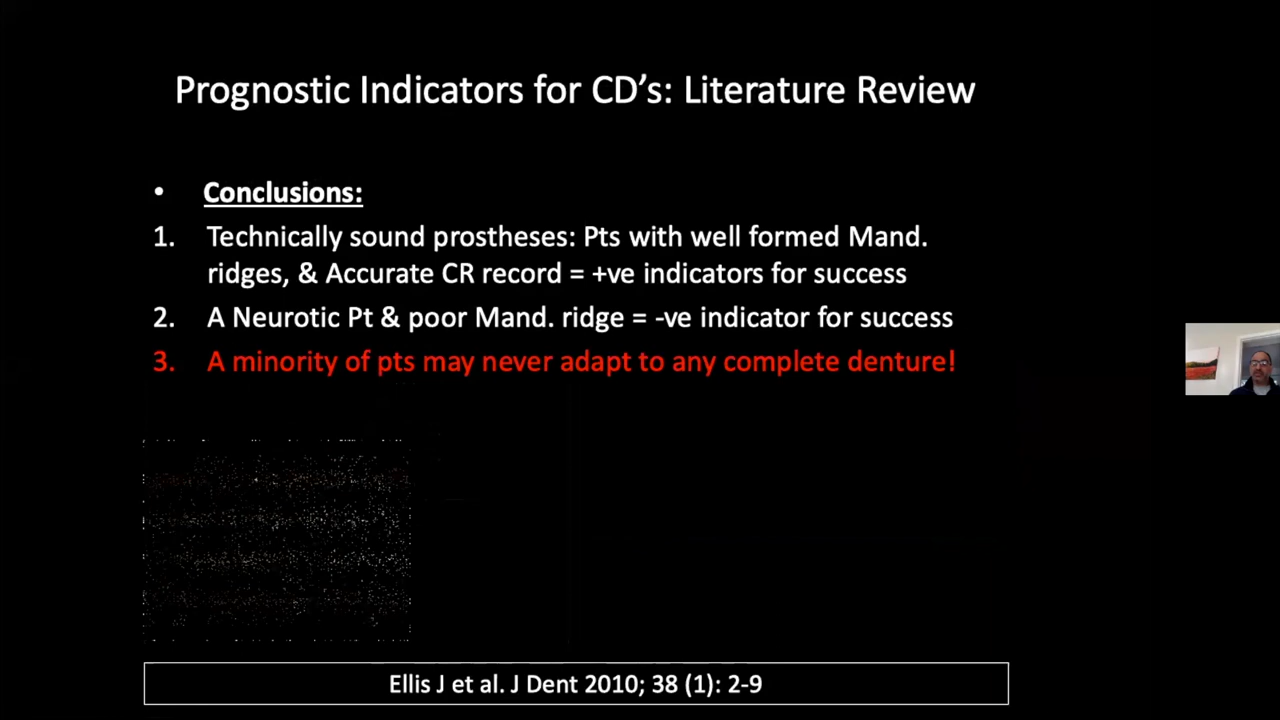 Prognostic Indicators for CD’s: Literature Review
• Conclusions:
1. Technically sound prostheses: Pts with well formed Mand.
ridges, & Accurate CR record = +ve indicators for success
2. A Neurotic Pt & poor Mand. ridge = -ve indicator for success
3. A minority of pts may never adapt to any complete denture!
Ellis J et al. J Dent 2010; 38 (1): 2-9